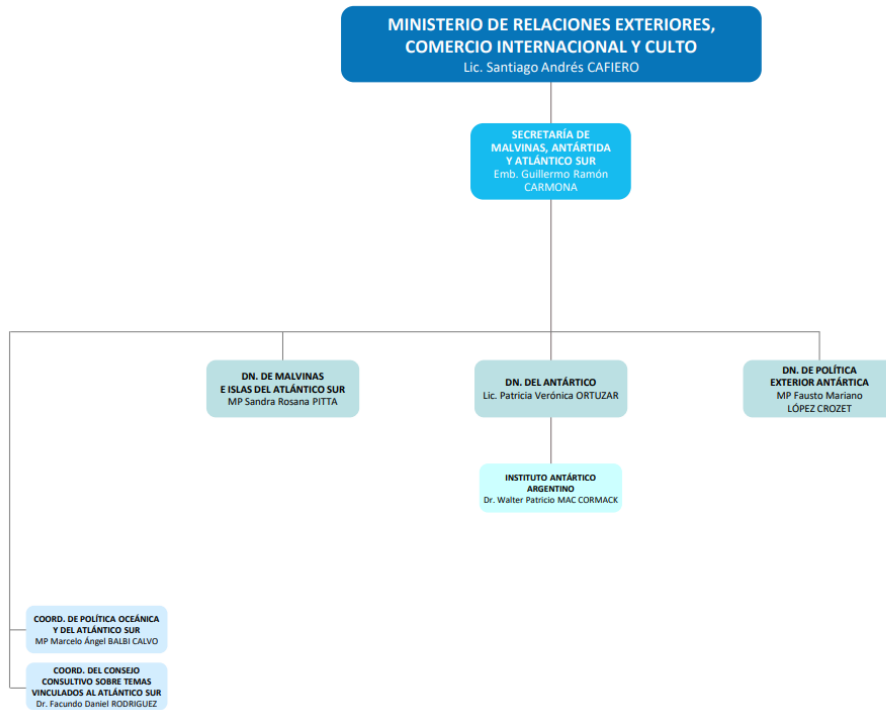 MINISTERIO DE RELACIONES EXTERIORES,
COMERCIO INTERNACIONAL Y CULTO
Lic. Santiago Andrés CAFIERO
SECRETARÍA DE
MALVINAS, ANTÁRTIDA
Y ATLÁNTICO SUR
Emb. Guillermo Ramón
CARMONA
DN. DE MALVINAS
E ISLAS DEL ATLÁNTICO SUR
MP Sandra Rosana PITTA
DN. DEL ANTÁRTICO
Lic. Patricia Verónica ORTUZAR
DN. DE POLÍTICA
EXTERIOR ANTÁRTICA
MP Fausto Mariano
LÓPEZ CROZET
INSTITUTO ANTÁRTICO
ARGENTINO
Dr. Walter Patricio MAC CORMACK
COORD. DE POLÍTICA OCEÁNICA
Y DEL ATLÁNTICO SUR
MP Marcelo Ángel BALBI CALVO
COORD. DEL CONSEJO
CONSULTIVO SOBRE TEMAS
VINCULADOS AL ATLÁNTICO SUR
Dr. Facundo Daniel RODRIGUEZ